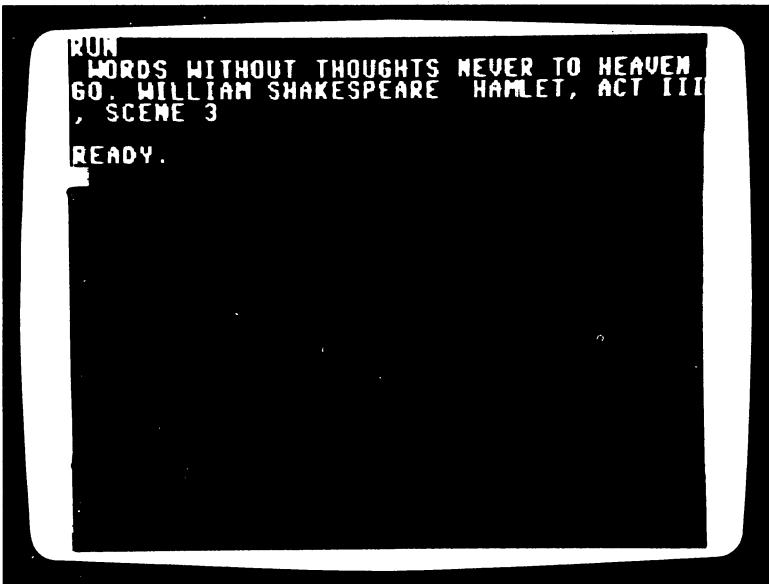 RUN
WORDS WITHOUT THOUGHTS NEVER TO HEAVEN
GO. WILLIAM SHAKESPEARE  HAMLET, ACT III
, SCENE 3
READY.